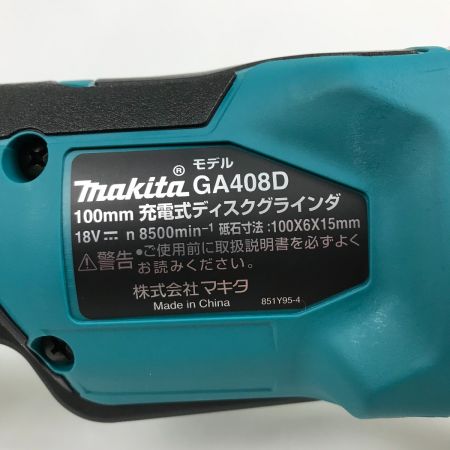 モデル
makita® GA408D
100mm 充電式ディスクグラインダ
18V⎓ n 8500min⁻¹ 砥石寸法:100X6X15mm
⚠警告 •ご使用前に取扱説明書を必ずよく
お読みください。
株式会社マキタ
Made in China 851Y95-4